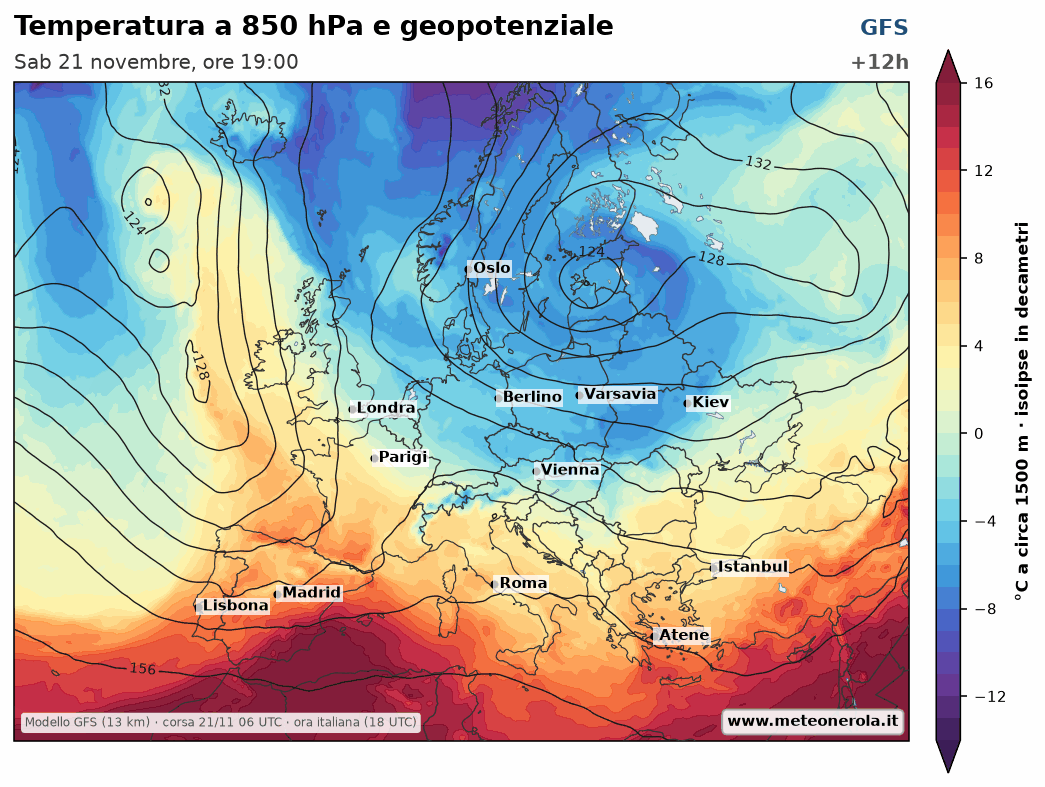 Temperatura a 850 hPa e geopotenziale
GFS
Sab 21 novembre, ore 19:00
+12h
132
124
128
132
128
124
156
Oslo
Berlino
Varsavia
Kiev
Londra
Parigi
Vienna
Istanbul
Roma
Madrid
Lisbona
Atene
Modello GFS (13 km) · corsa 21/11 06 UTC · ora italiana (18 UTC)
www.meteonerola.it
16
12
8
4
0
−4
−8
−12
°C a circa 1500 m · isoipse in decametri